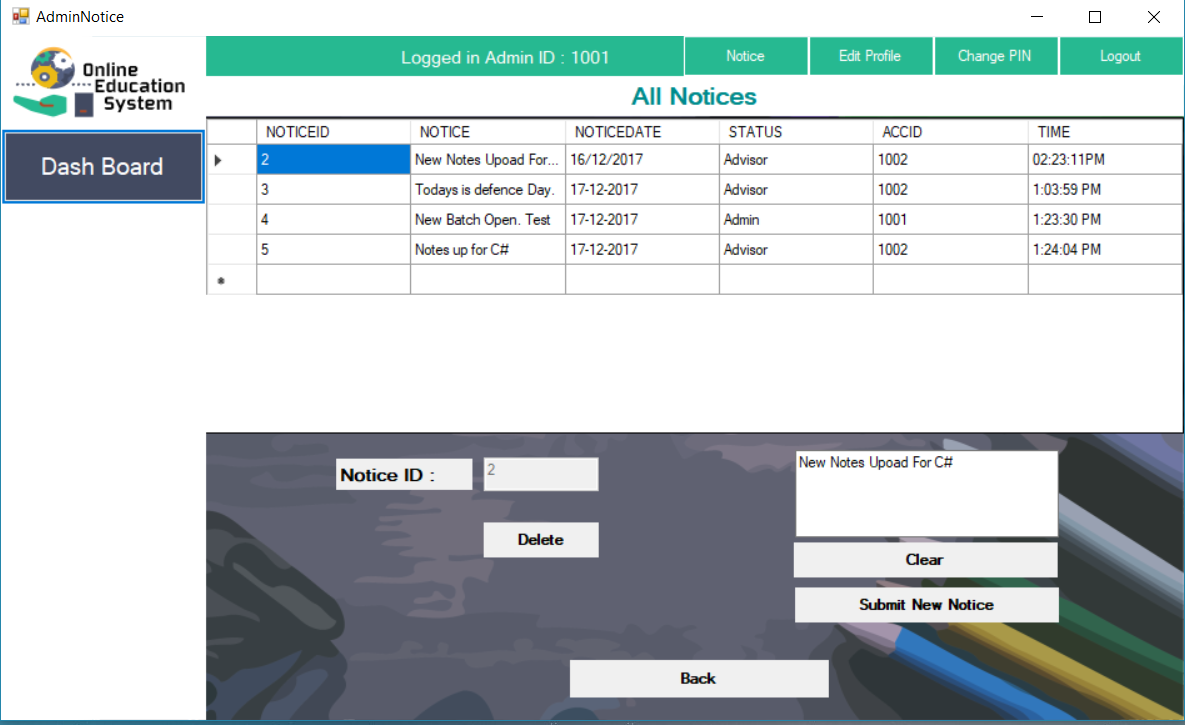 AdminNotice
Online
Education
System
Logged in Admin ID : 1001
Notice
Edit Profile
Change PIN
Logout
All Notices
Dash Board
NOTICEID NOTICE NOTICEDATE STATUS ACCID TIME
2 New Notes Upoad For... 16/12/2017 Advisor 1002 02:23:11PM
3 Todays is defence Day. 17-12-2017 Advisor 1002 1:03:59 PM
4 New Batch Open. Test 17-12-2017 Admin 1001 1:23:30 PM
5 Notes up for C# 17-12-2017 Advisor 1002 1:24:04 PM
Notice ID :
2
Delete
New Notes Upoad For C#
Clear
Submit New Notice
Back